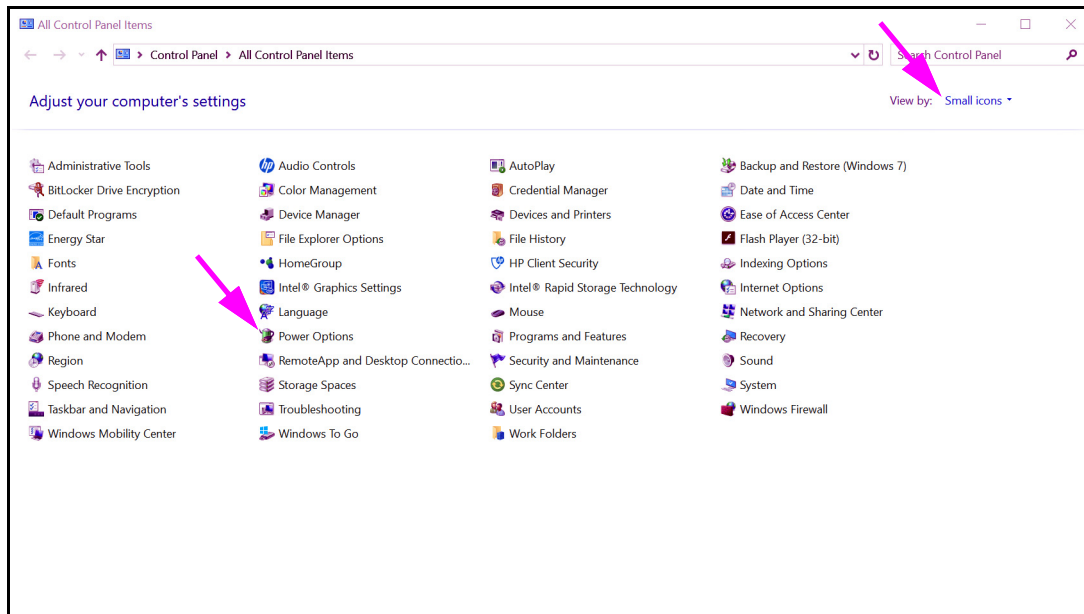 All Control Panel Items
Control Panel > All Control Panel Items
Search Control Panel
Adjust your computer's settings
View by: Small icons
Administrative Tools
Audio Controls
AutoPlay
Backup and Restore (Windows 7)
BitLocker Drive Encryption
Color Management
Credential Manager
Date and Time
Default Programs
Device Manager
Devices and Printers
Ease of Access Center
Energy Star
File Explorer Options
File History
Flash Player (32-bit)
Fonts
HomeGroup
HP Client Security
Indexing Options
Infrared
Intel® Graphics Settings
Intel® Rapid Storage Technology
Internet Options
Keyboard
Language
Mouse
Network and Sharing Center
Phone and Modem
Power Options
Programs and Features
Recovery
Region
RemoteApp and Desktop Connectio...
Security and Maintenance
Sound
Speech Recognition
Storage Spaces
Sync Center
System
Taskbar and Navigation
Troubleshooting
User Accounts
Windows Firewall
Windows Mobility Center
Windows To Go
Work Folders